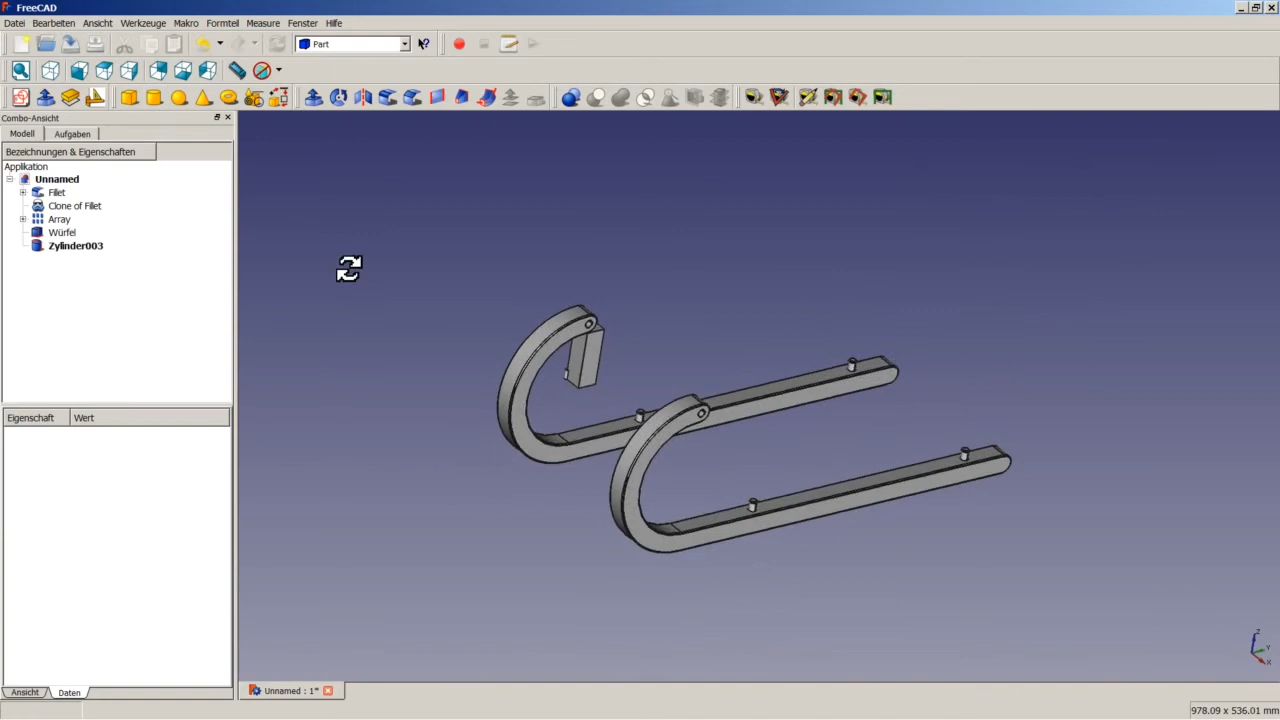 FreeCAD
Datei Bearbeiten Ansicht Werkzeuge Makro Formteil Measure Fenster Hilfe
Part
Combo-Ansicht
Modell Aufgaben
Bezeichnungen & Eigenschaften
Applikation
Unnamed
Fillet
Clone of Fillet
Array
Würfel
Zylinder003
Eigenschaft Wert
Z
Y
X
Ansicht Daten
Unnamed : 1*
978.09 x 536.01 mm